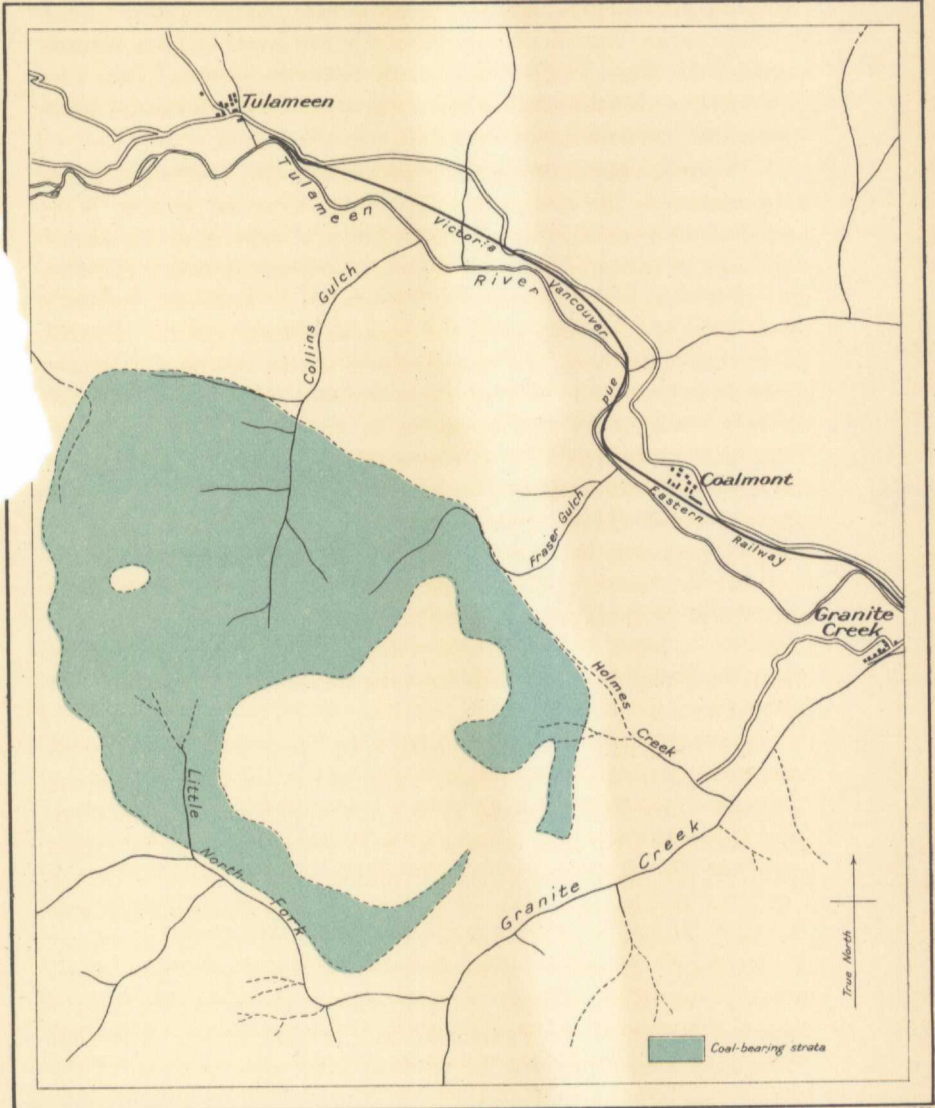 Tulameen
Tulameen
River
Victoria
Vancouver
and
Eastern
Railway
Collins Gulch
Coalmont
Fraser Gulch
Granite
Creek
Holmes
Creek
Little
North
Fork
Granite Creek
True North
Coal-bearing strata